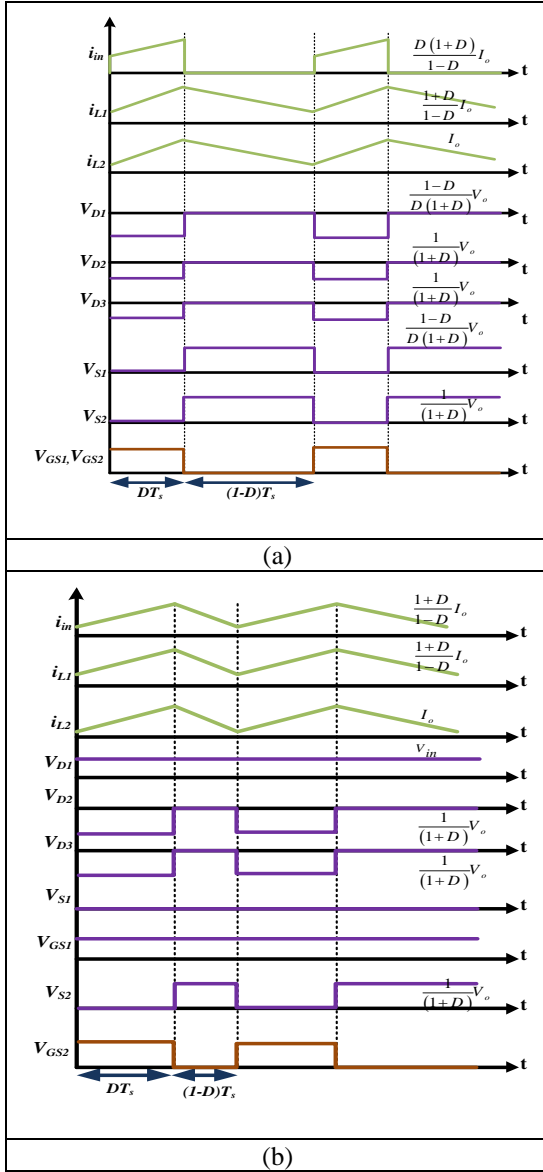 i_in
D(1+D)/1-D I_o
t
i_L1
1+D/1-D I_o
t
i_L2
I_o
t
V_D1
1-D/D(1+D) V_o
t
V_D2
1/(1+D) V_o
t
V_D3
1/(1+D) V_o
t
V_S1
1-D/D(1+D) V_o
t
V_S2
1/(1+D) V_o
t
V_GS1,V_GS2
t
DT_s
(1-D)T_s
(a)
i_in
1+D/1-D I_o
t
i_L1
1+D/1-D I_o
t
i_L2
I_o
t
V_D1
V_in
t
V_D2
t
V_D3
1/(1+D) V_o
t
1/(1+D) V_o
V_S1
t
V_GS1
t
V_S2
1/(1+D) V_o
t
V_GS2
t
DT_s
(1-D)T_s
(b)